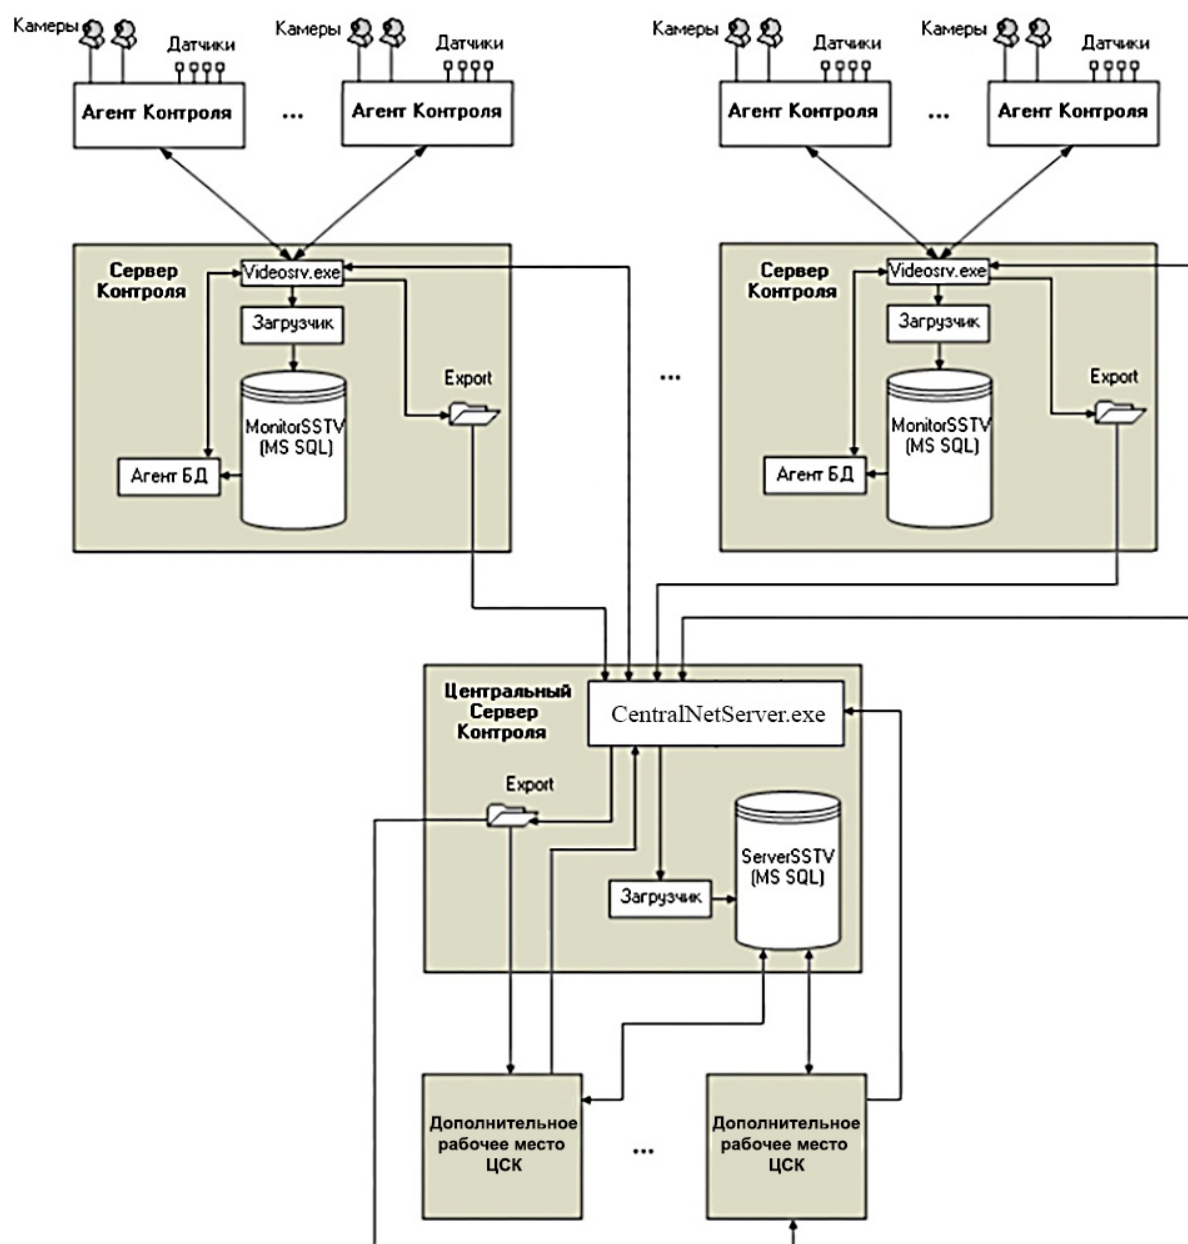 Камеры
Датчики
Камеры
Датчики
Камеры
Датчики
Камеры
Датчики
Агент Контроля
...
Агент Контроля
Агент Контроля
...
Агент Контроля
Сервер
Контроля
Videosrv.exe
Загрузчик
Export
MonitorSSTV
(MS SQL)
Агент БД
...
Сервер
Контроля
Videosrv.exe
Загрузчик
Export
MonitorSSTV
(MS SQL)
Агент БД
Центральный
Сервер
Контроля
CentralNetServer.exe
Export
ServerSSTV
(MS SQL)
Загрузчик
Дополнительное
рабочее место
ЦСК
...
Дополнительное
рабочее место
ЦСК